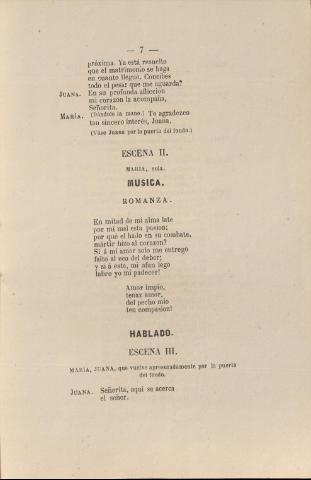 — 7 —
próxima. Ya está resuelto
que el matrimonio se haga
en cuanto llegue. Concibes
todo el pesar que me aguarda?
JUANA. En su profunda afliccion
mi corazon la acompaña,
Señorita.
MARÍA. (Dándole la mano.) Te agradezco
tan sincero interés, Juana.
(Váse Juana por la puerta del fondo.)
ESCENA II.
MARIA, sola.
MUSICA.
ROMANZA.
En mitad de mi alma late
por mi mal esta pasion;
por qué el hado en su combate,
mártir hizo al corazon?
Si á mi amor solo me entrego
falto al eco del deber;
y si á este, mi afan lego
labro yo mi padecer!
Amor impio,
tenaz amor,
del pecho mio
ten compasion!
HABLADO.
ESCENA III.
MARÍA, JUANA, que vuelve apresuradamente por la puerta
del fondo.
JUANA. Señorita, aqui se acerca
el señor.